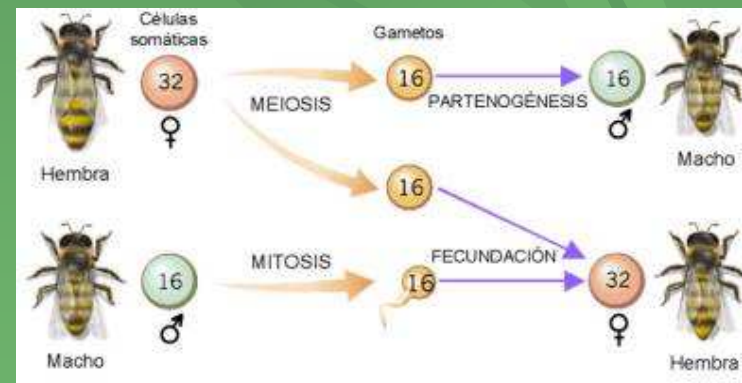 Células
somáticas
Gametos
32
16
16
MEIOSIS
PARTENOGÉNESIS
♀
♂
Hembra
Macho
16
MITOSIS
FECUNDACIÓN
16
16
32
♂
♀
Macho
Hembra